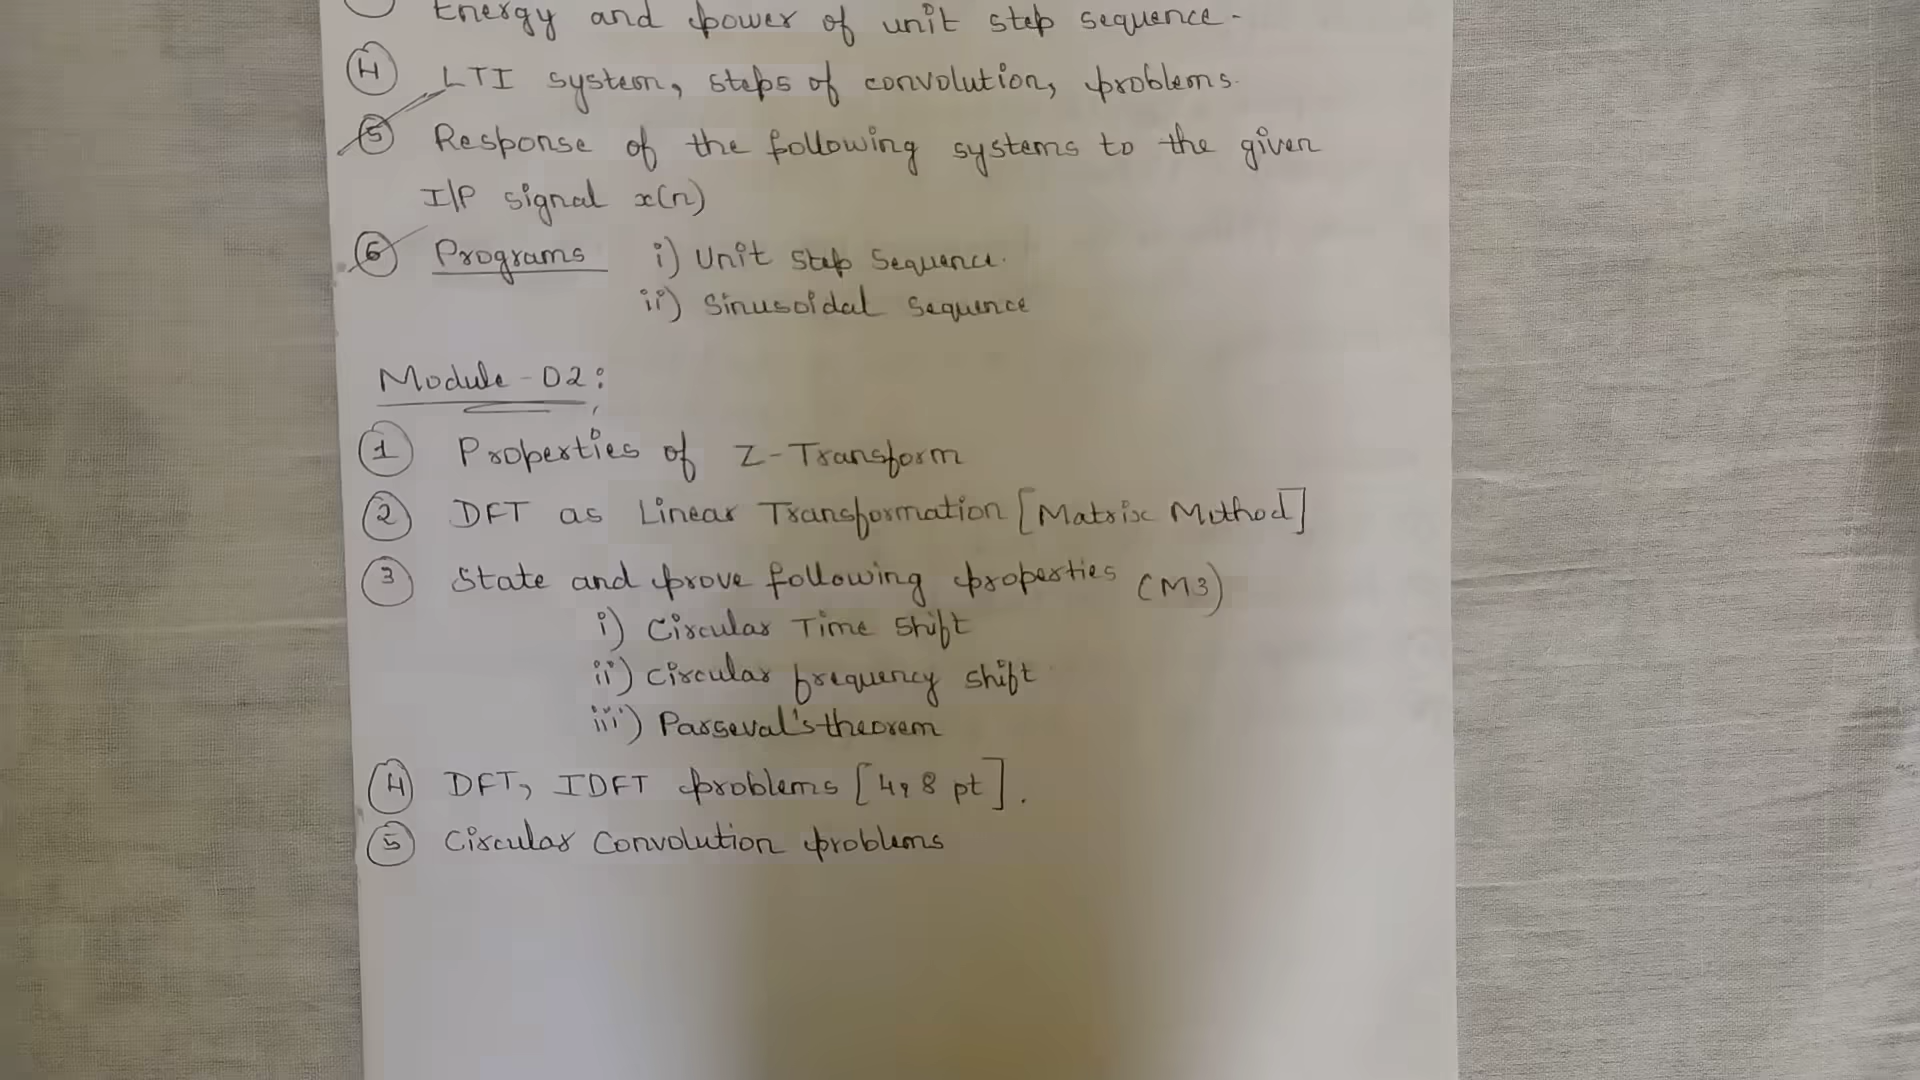 Energy and power of unit step sequence.
4 LTI system, steps of convolution, problems.
5 Response of the following systems to the given
I/P signal x(n)
6 Programs i) Unit Step Sequence.
ii) Sinusoidal Sequence
Module-02:
1 Properties of Z-Transform
2 DFT as Linear Transformation [Matrix Method]
3 State and prove following properties (M3)
i) Circular Time Shift
ii) Circular frequency shift
iii) Parseval's theorem
4 DFT, IDFT problems [4,8 pt].
5 Circular Convolution problems